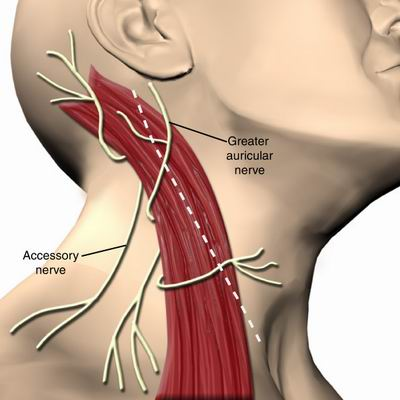 Greater
auricular
nerve
Accessory
nerve